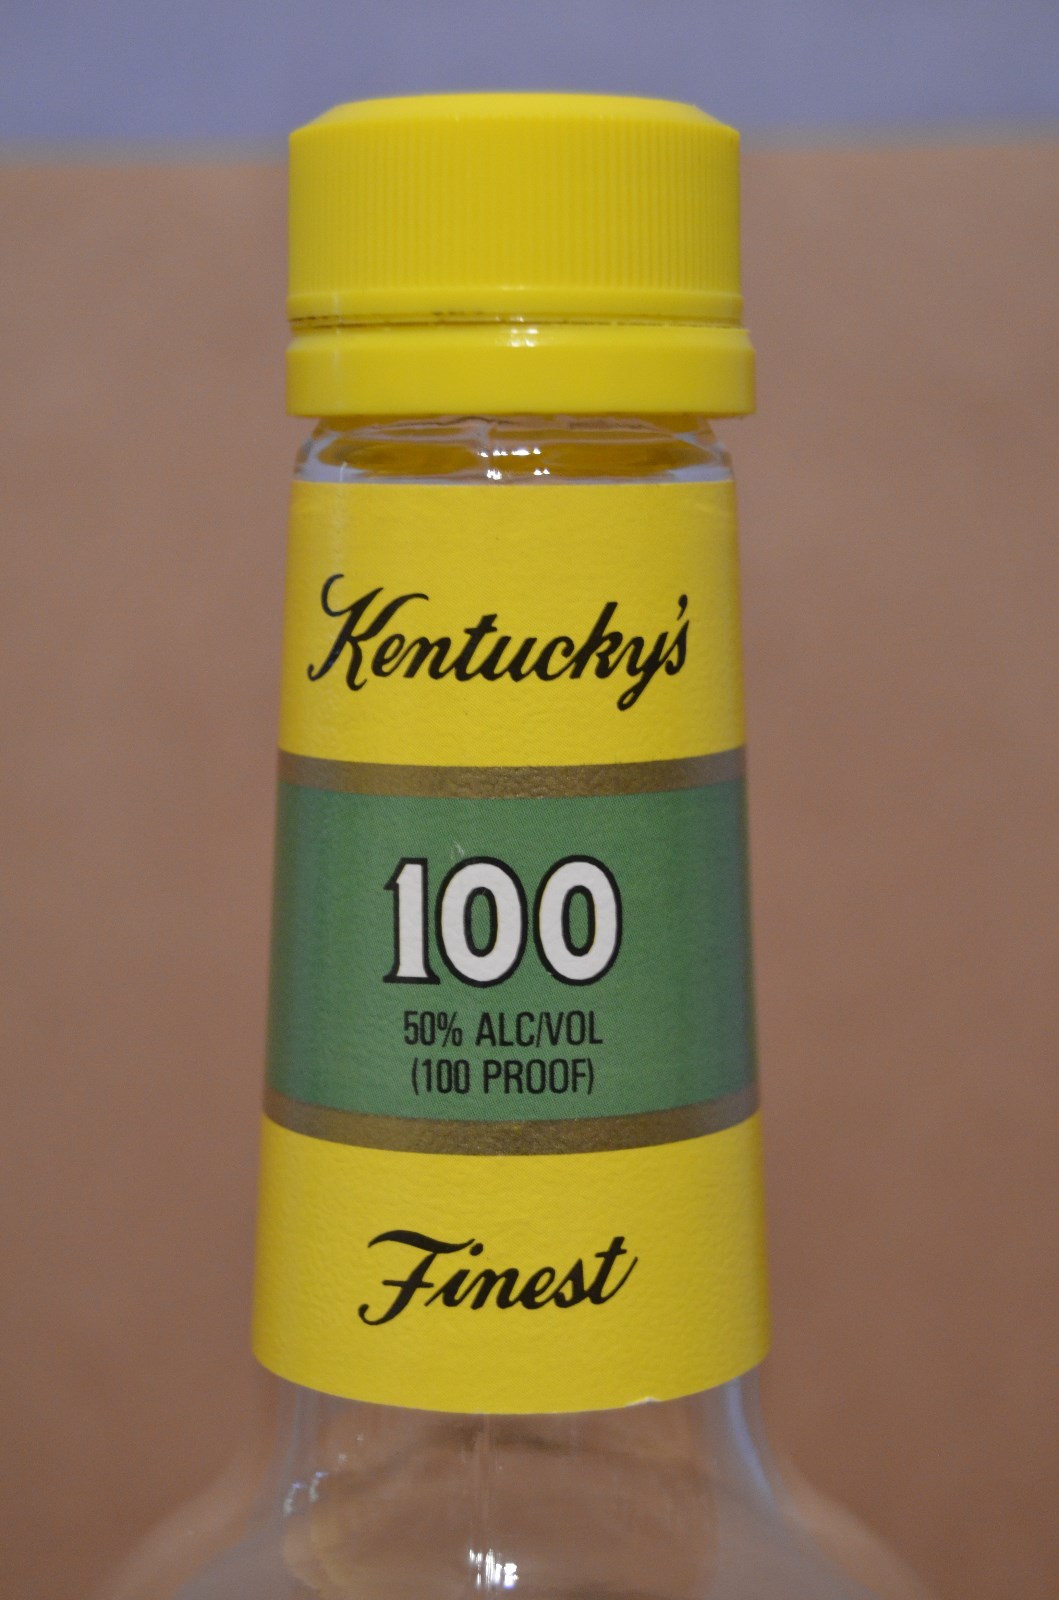 Kentucky's
100
50% ALC/VOL
(100 PROOF)
Finest